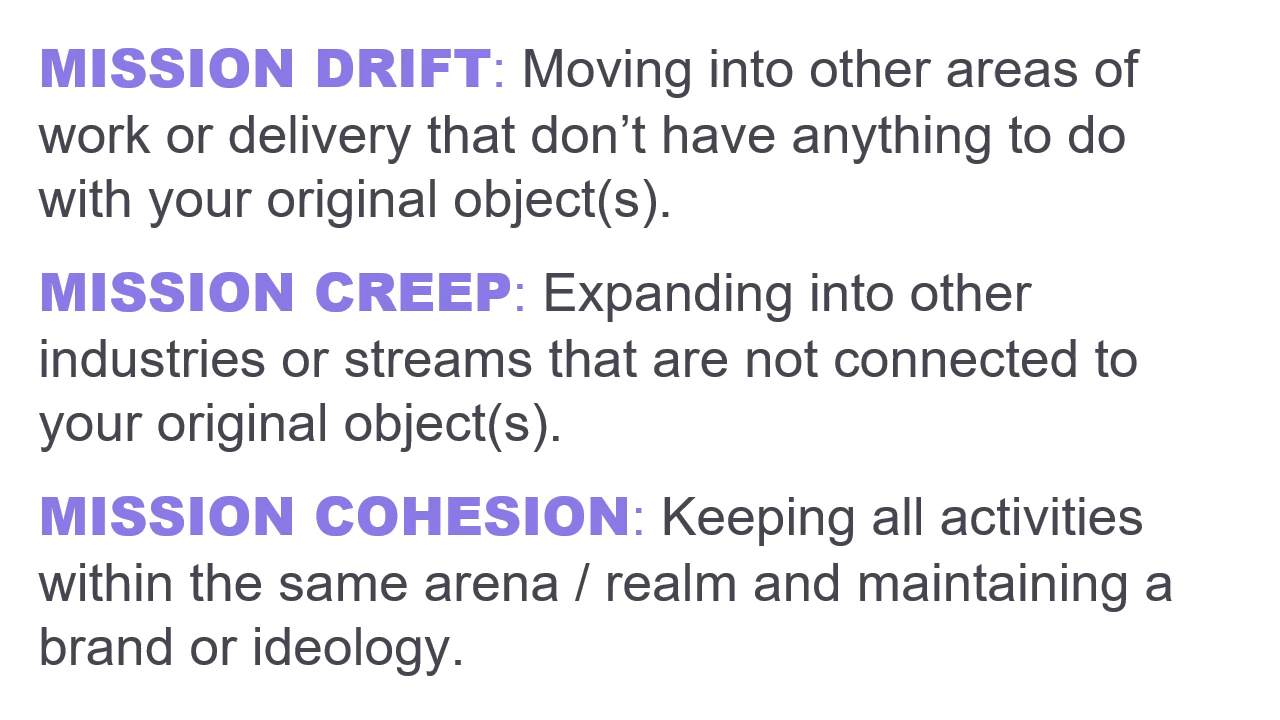 MISSION DRIFT: Moving into other areas of
work or delivery that don’t have anything to do
with your original object(s).
MISSION CREEP: Expanding into other
industries or streams that are not connected to
your original object(s).
MISSION COHESION: Keeping all activities
within the same arena / realm and maintaining a
brand or ideology.